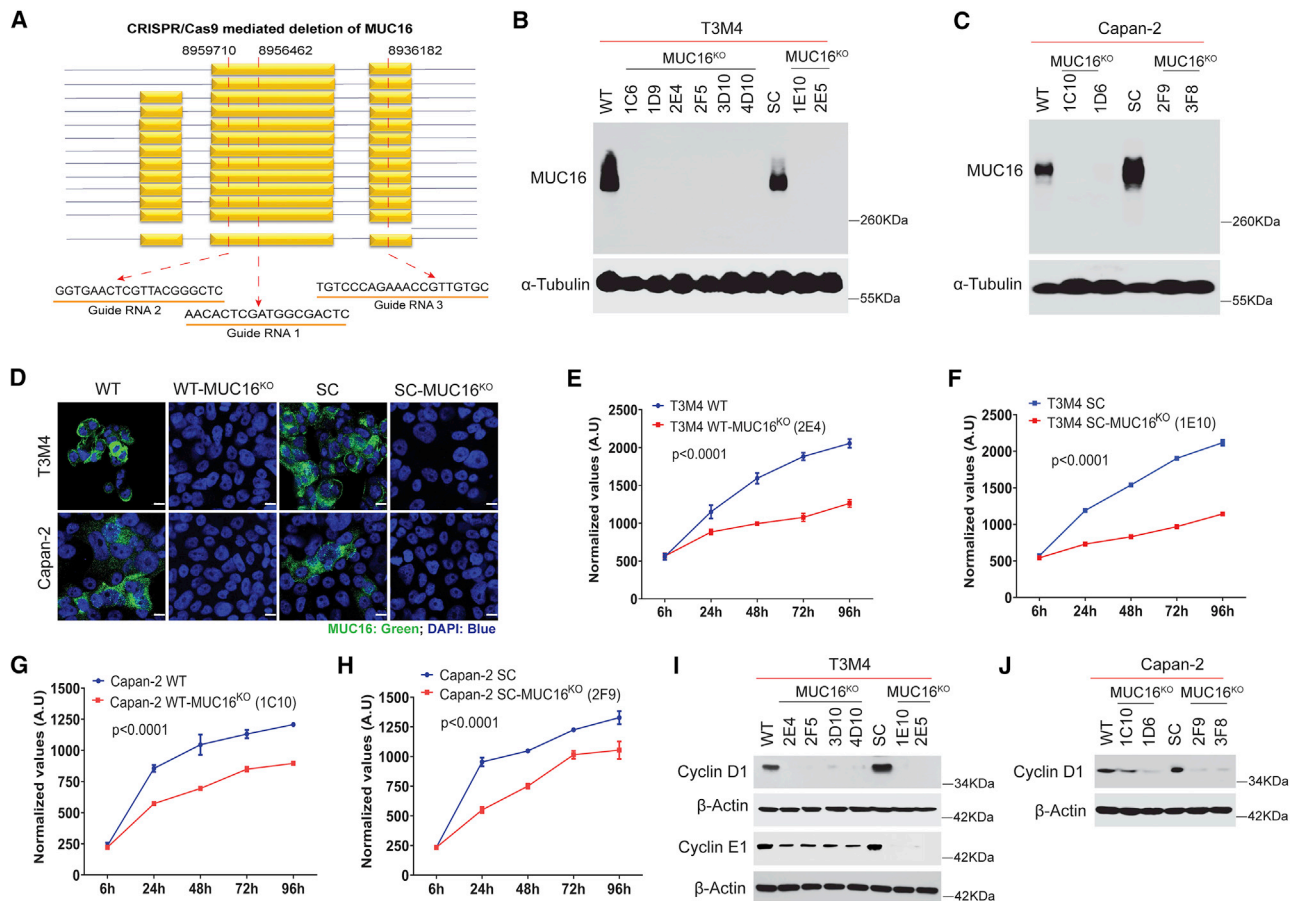 A
CRISPR/Cas9 mediated deletion of MUC16
8959710 8956462 8936182
GGTGAACTCGTTACGGGCTC
Guide RNA 2
AACACTCGATGGCGACTC
Guide RNA 1
TGTCCCAGAAACCGTTGTGC
Guide RNA 3
B
T3M4
MUC16KO MUC16KO
WT 1C6 1D9 2E4 2F5 3D10 4D10 SC 1E10 2E5
MUC16
260KDa
α-Tubulin
55KDa
C
Capan-2
MUC16KO MUC16KO
WT 1C10 1D6 SC 2F9 3F8
MUC16
260KDa
α-Tubulin
55KDa
D
WT WT-MUC16KO SC SC-MUC16KO
T3M4
Capan-2
MUC16: Green; DAPI: Blue
E
T3M4 WT
T3M4 WT-MUC16KO (2E4)
p<0.0001
Normalized values (A.U)
2500
2000
1500
1000
500
0
6h 24h 48h 72h 96h
F
T3M4 SC
T3M4 SC-MUC16KO (1E10)
p<0.0001
Normalized values (A.U)
2500
2000
1500
1000
500
0
6h 24h 48h 72h 96h
G
Capan-2 WT
Capan-2 WT-MUC16KO (1C10)
p<0.0001
Normalized values (A.U)
1500
1250
1000
750
500
250
0
6h 24h 48h 72h 96h
H
Capan-2 SC
Capan-2 SC-MUC16KO (2F9)
p<0.0001
Normalized values (A.U)
1500
1250
1000
750
500
250
0
6h 24h 48h 72h 96h
I
T3M4
MUC16KO MUC16KO
WT 2E4 2F5 3D10 4D10 SC 1E10 2E5
Cyclin D1
34KDa
β-Actin
42KDa
Cyclin E1
42KDa
β-Actin
42KDa
J
Capan-2
MUC16KO MUC16KO
WT 1C10 1D6 SC 2F9 3F8
Cyclin D1
34KDa
β-Actin
42KDa